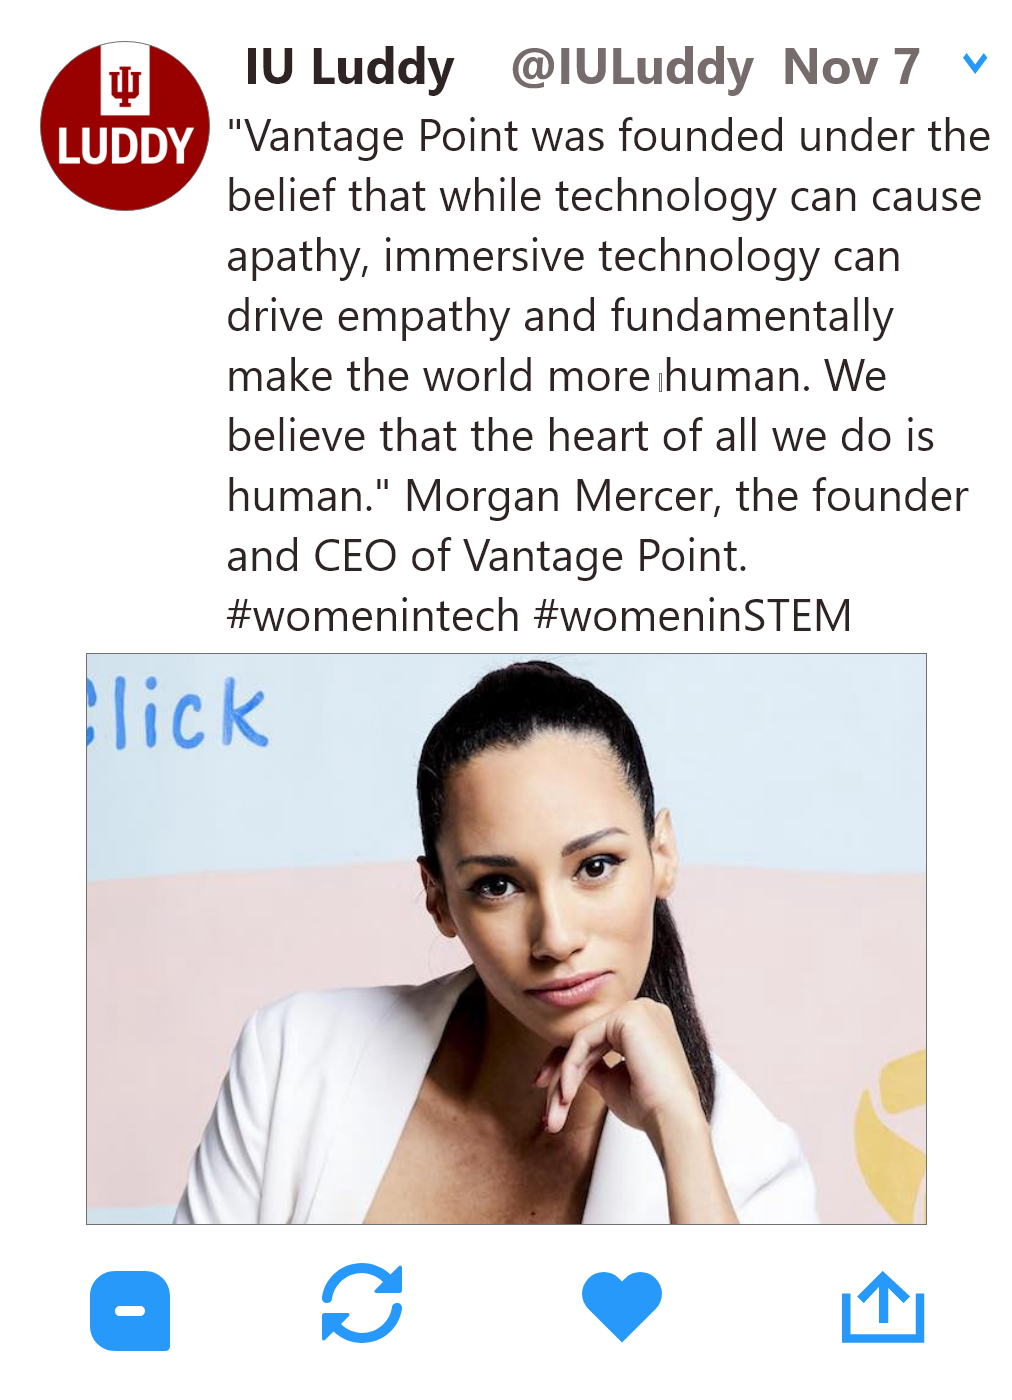 IU Luddy @IULuddy Nov 7
LUDDY
"Vantage Point was founded under the
belief that while technology can cause
apathy, immersive technology can
drive empathy and fundamentally
make the world more human. We
believe that the heart of all we do is
human." Morgan Mercer, the founder
and CEO of Vantage Point.
#womenintech #womeninSTEM
Click